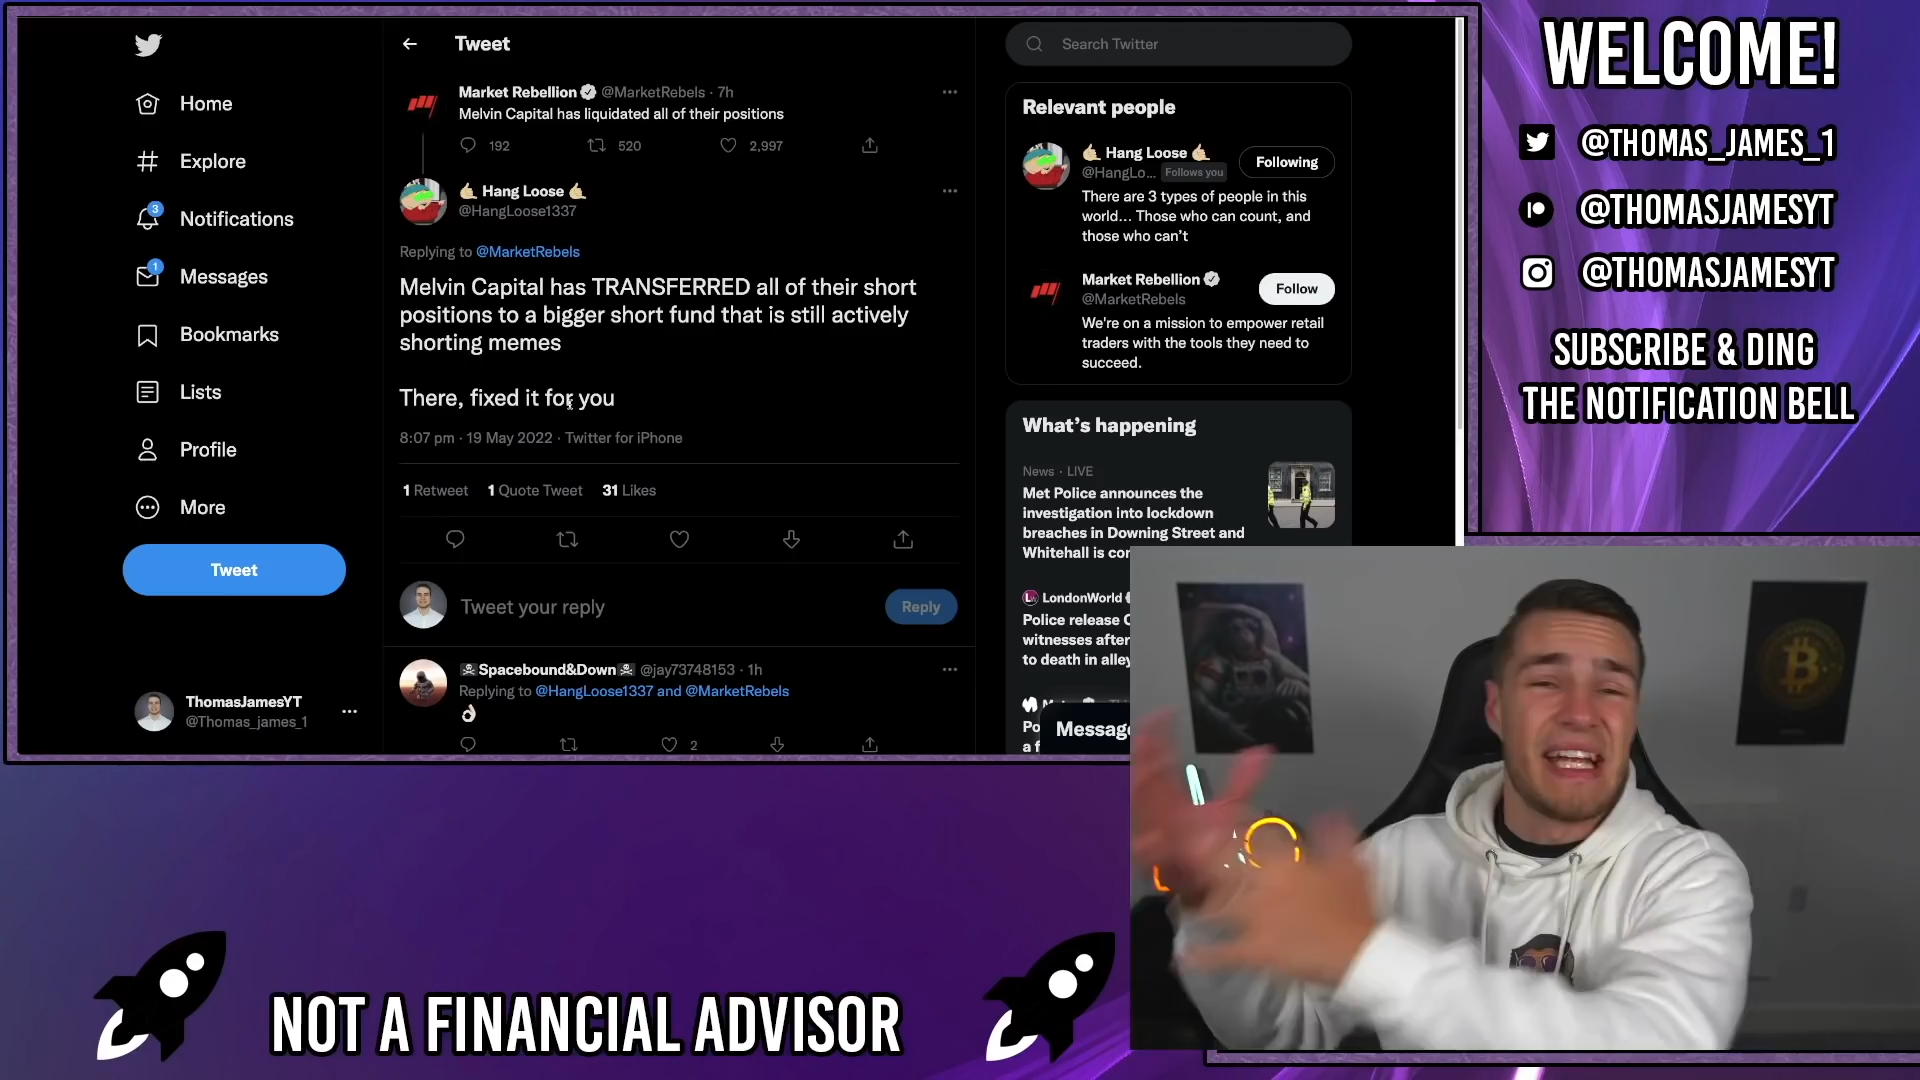 Home
Explore
3
Notifications
1
Messages
Bookmarks
Lists
Profile
More
Tweet
ThomasJamesYT
@Thomas_james_1
Tweet
Market Rebellion @MarketRebels · 7h
Melvin Capital has liquidated all of their positions
192 520 2,997
Hang Loose
@HangLoose1337
Replying to @MarketRebels
Melvin Capital has TRANSFERRED all of their short
positions to a bigger short fund that is still actively
shorting memes
There, fixed it for you
8:07 pm · 19 May 2022 · Twitter for iPhone
1 Retweet 1 Quote Tweet 31 Likes
Tweet your reply
Reply
Spacebound&Down @jay73748153 · 1h
Replying to @HangLoose1337 and @MarketRebels
2
Search Twitter
Relevant people
Hang Loose
@HangLo... Follows you
Following
There are 3 types of people in this
world... Those who can count, and
those who can't
Market Rebellion
@MarketRebels
Follow
We're on a mission to empower retail
traders with the tools they need to
succeed.
What's happening
News · LIVE
Met Police announces the
investigation into lockdown
breaches in Downing Street and
Whitehall is
LondonWorld
Police release
witnesses after
to death in alley
WELCOME!
@THOMAS_JAMES_1
@THOMASJAMESYT
@THOMASJAMESYT
SUBSCRIBE & DING
THE NOTIFICATION BELL
NOT A FINANCIAL ADVISOR